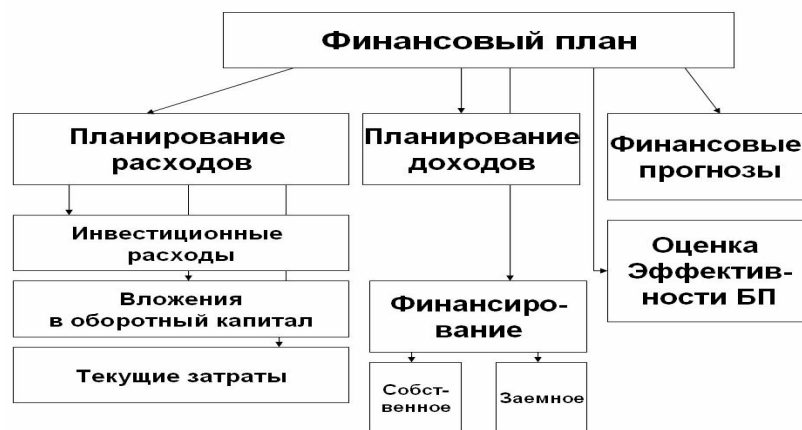 Финансовый план
Планирование
расходов
Планирование
доходов
Финансовые
прогнозы
Инвестиционные
расходы
Вложения
в оборотный капитал
Текущие затраты
Финансиро-
вание
Собст-
венное
Заемное
Оценка
Эффектив-
ности БП